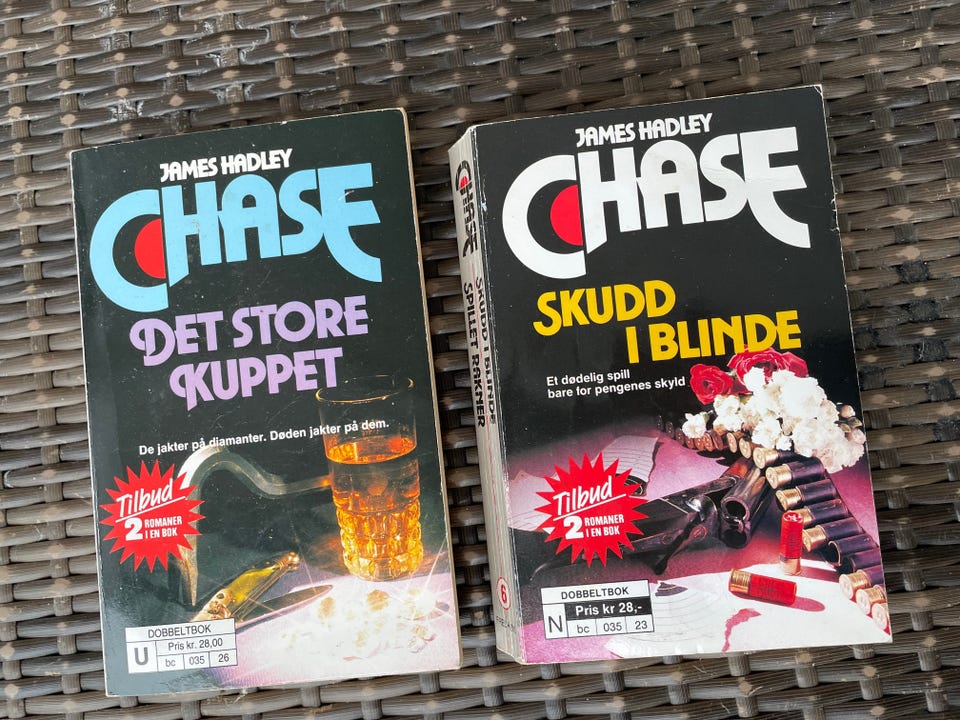 JAMES HADLEY
CHASE
DET STORE
KUPPET
De jakter på diamanter. Døden jakter på dem.
Tilbud
2 ROMANER
I EN BOK
DOBBELTBOK
U
Pris kr 28,00
bc 035 26
CHASE
SKUDD I BLINDE
SPILLET RAKNER
6
JAMES HADLEY
CHASE
SKUDD
I BLINDE
Et dødelig spill
bare for pengenes skyld
Tilbud
2 ROMANER
I EN BOK
DOBBELTBOK
N
Pris kr 28,-
bc 035 23